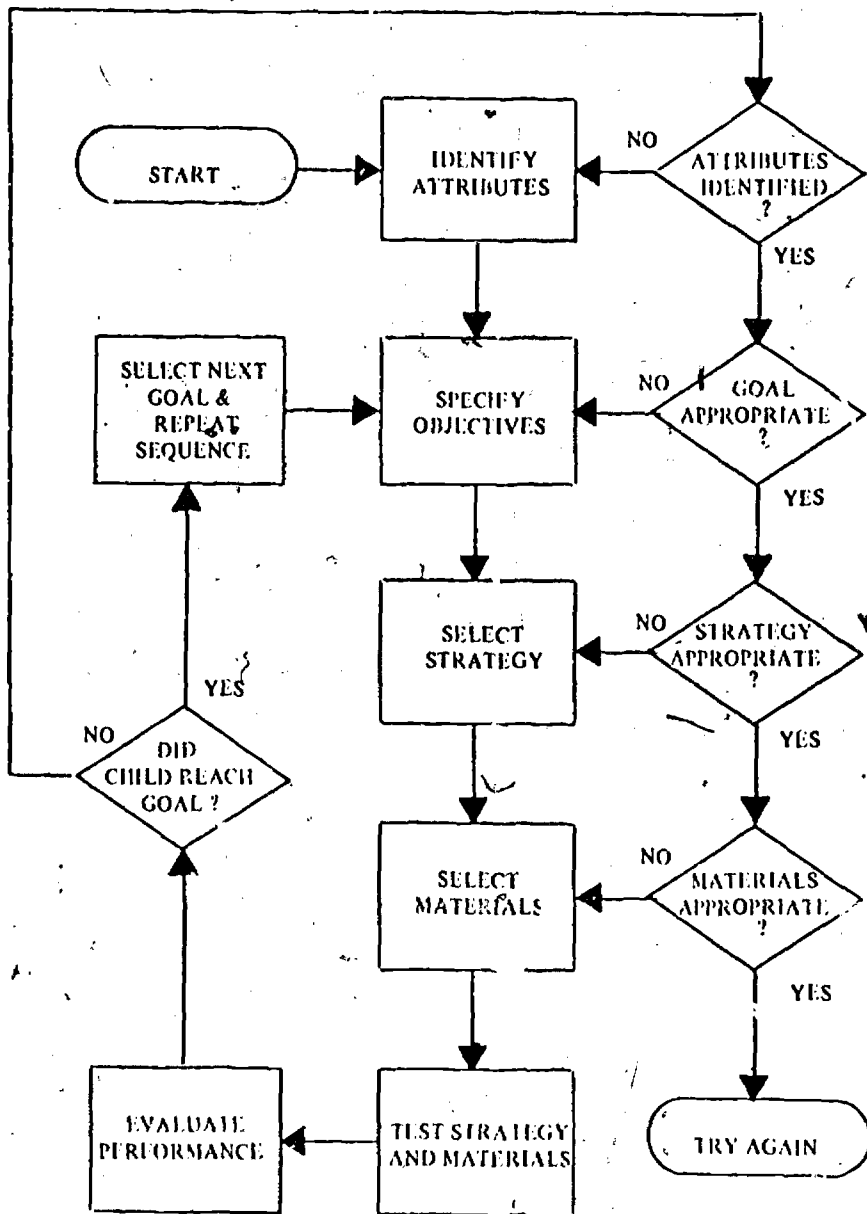 START
IDENTIFY
ATTRIBUTES
NO
ATTRIBUTES
IDENTIFIED
?
YES
SELECT NEXT
GOAL &
REPEAT
SEQUENCE
SPECIFY
OBJECTIVES
NO
GOAL
APPROPRIATE
?
YES
SELECT
STRATEGY
NO
STRATEGY
APPROPRIATE
?
YES
YES
NO
DID
CHILD REACH
GOAL ?
SELECT
MATERIALS
NO
MATERIALS
APPROPRIATE
?
YES
EVALUATE
PERFORMANCE
TEST STRATEGY
AND MATERIALS
TRY AGAIN